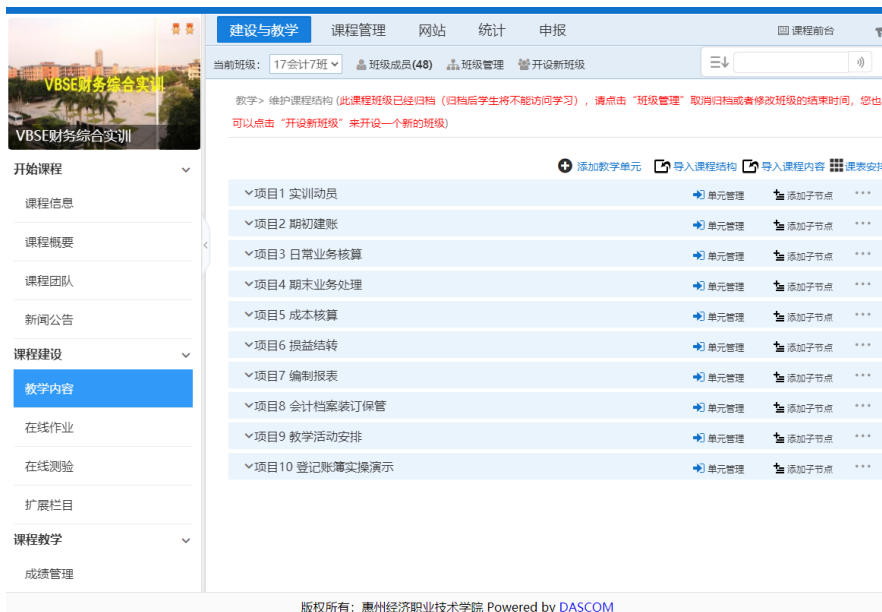 建设与教学 课程管理 网站 统计 申报 课程前台
当前班级: 17会计7班 班级成员(48) 班级管理 开设新班级
VBSE财务综合实训
VBSE财务综合实训
教学> 维护课程结构 (此课程班级已经归档（归档后学生将不能访问学习），请点击“班级管理”取消归档或者修改班级的结束时间，您也
可以点击“开设新班级”来开设一个新的班级)
添加教学单元 导入课程结构 导入课程内容 课表安排
开始课程
课程信息
课程概要
课程团队
新闻公告
课程建设
教学内容
在线作业
在线测验
扩展栏目
课程教学
成绩管理
项目1 实训动员 单元管理 添加子节点
项目2 期初建账 单元管理 添加子节点
项目3 日常业务核算 单元管理 添加子节点
项目4 期末业务处理 单元管理 添加子节点
项目5 成本核算 单元管理 添加子节点
项目6 损益结转 单元管理 添加子节点
项目7 编制报表 单元管理 添加子节点
项目8 会计档案装订保管 单元管理 添加子节点
项目9 教学活动安排 单元管理 添加子节点
项目10 登记账簿实操演示 单元管理 添加子节点
版权所有：惠州经济职业技术学院 Powered by DASCOM